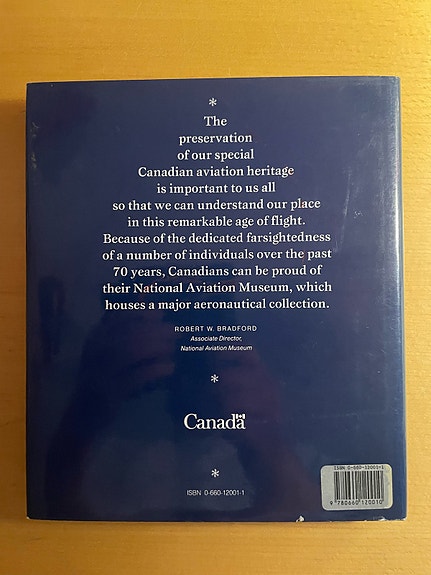 *
The
preservation
of our special
Canadian aviation heritage
is important to us all
so that we can understand our place
in this remarkable age of flight.
Because of the dedicated farsightedness
of a number of individuals over the past
70 years, Canadians can be proud of
their National Aviation Museum, which
houses a major aeronautical collection.
ROBERT W. BRADFORD
Associate Director,
National Aviation Museum
*
Canada
*
ISBN 0-660-12001-1
ISBN 0-660-12001-1
9 780660 120010